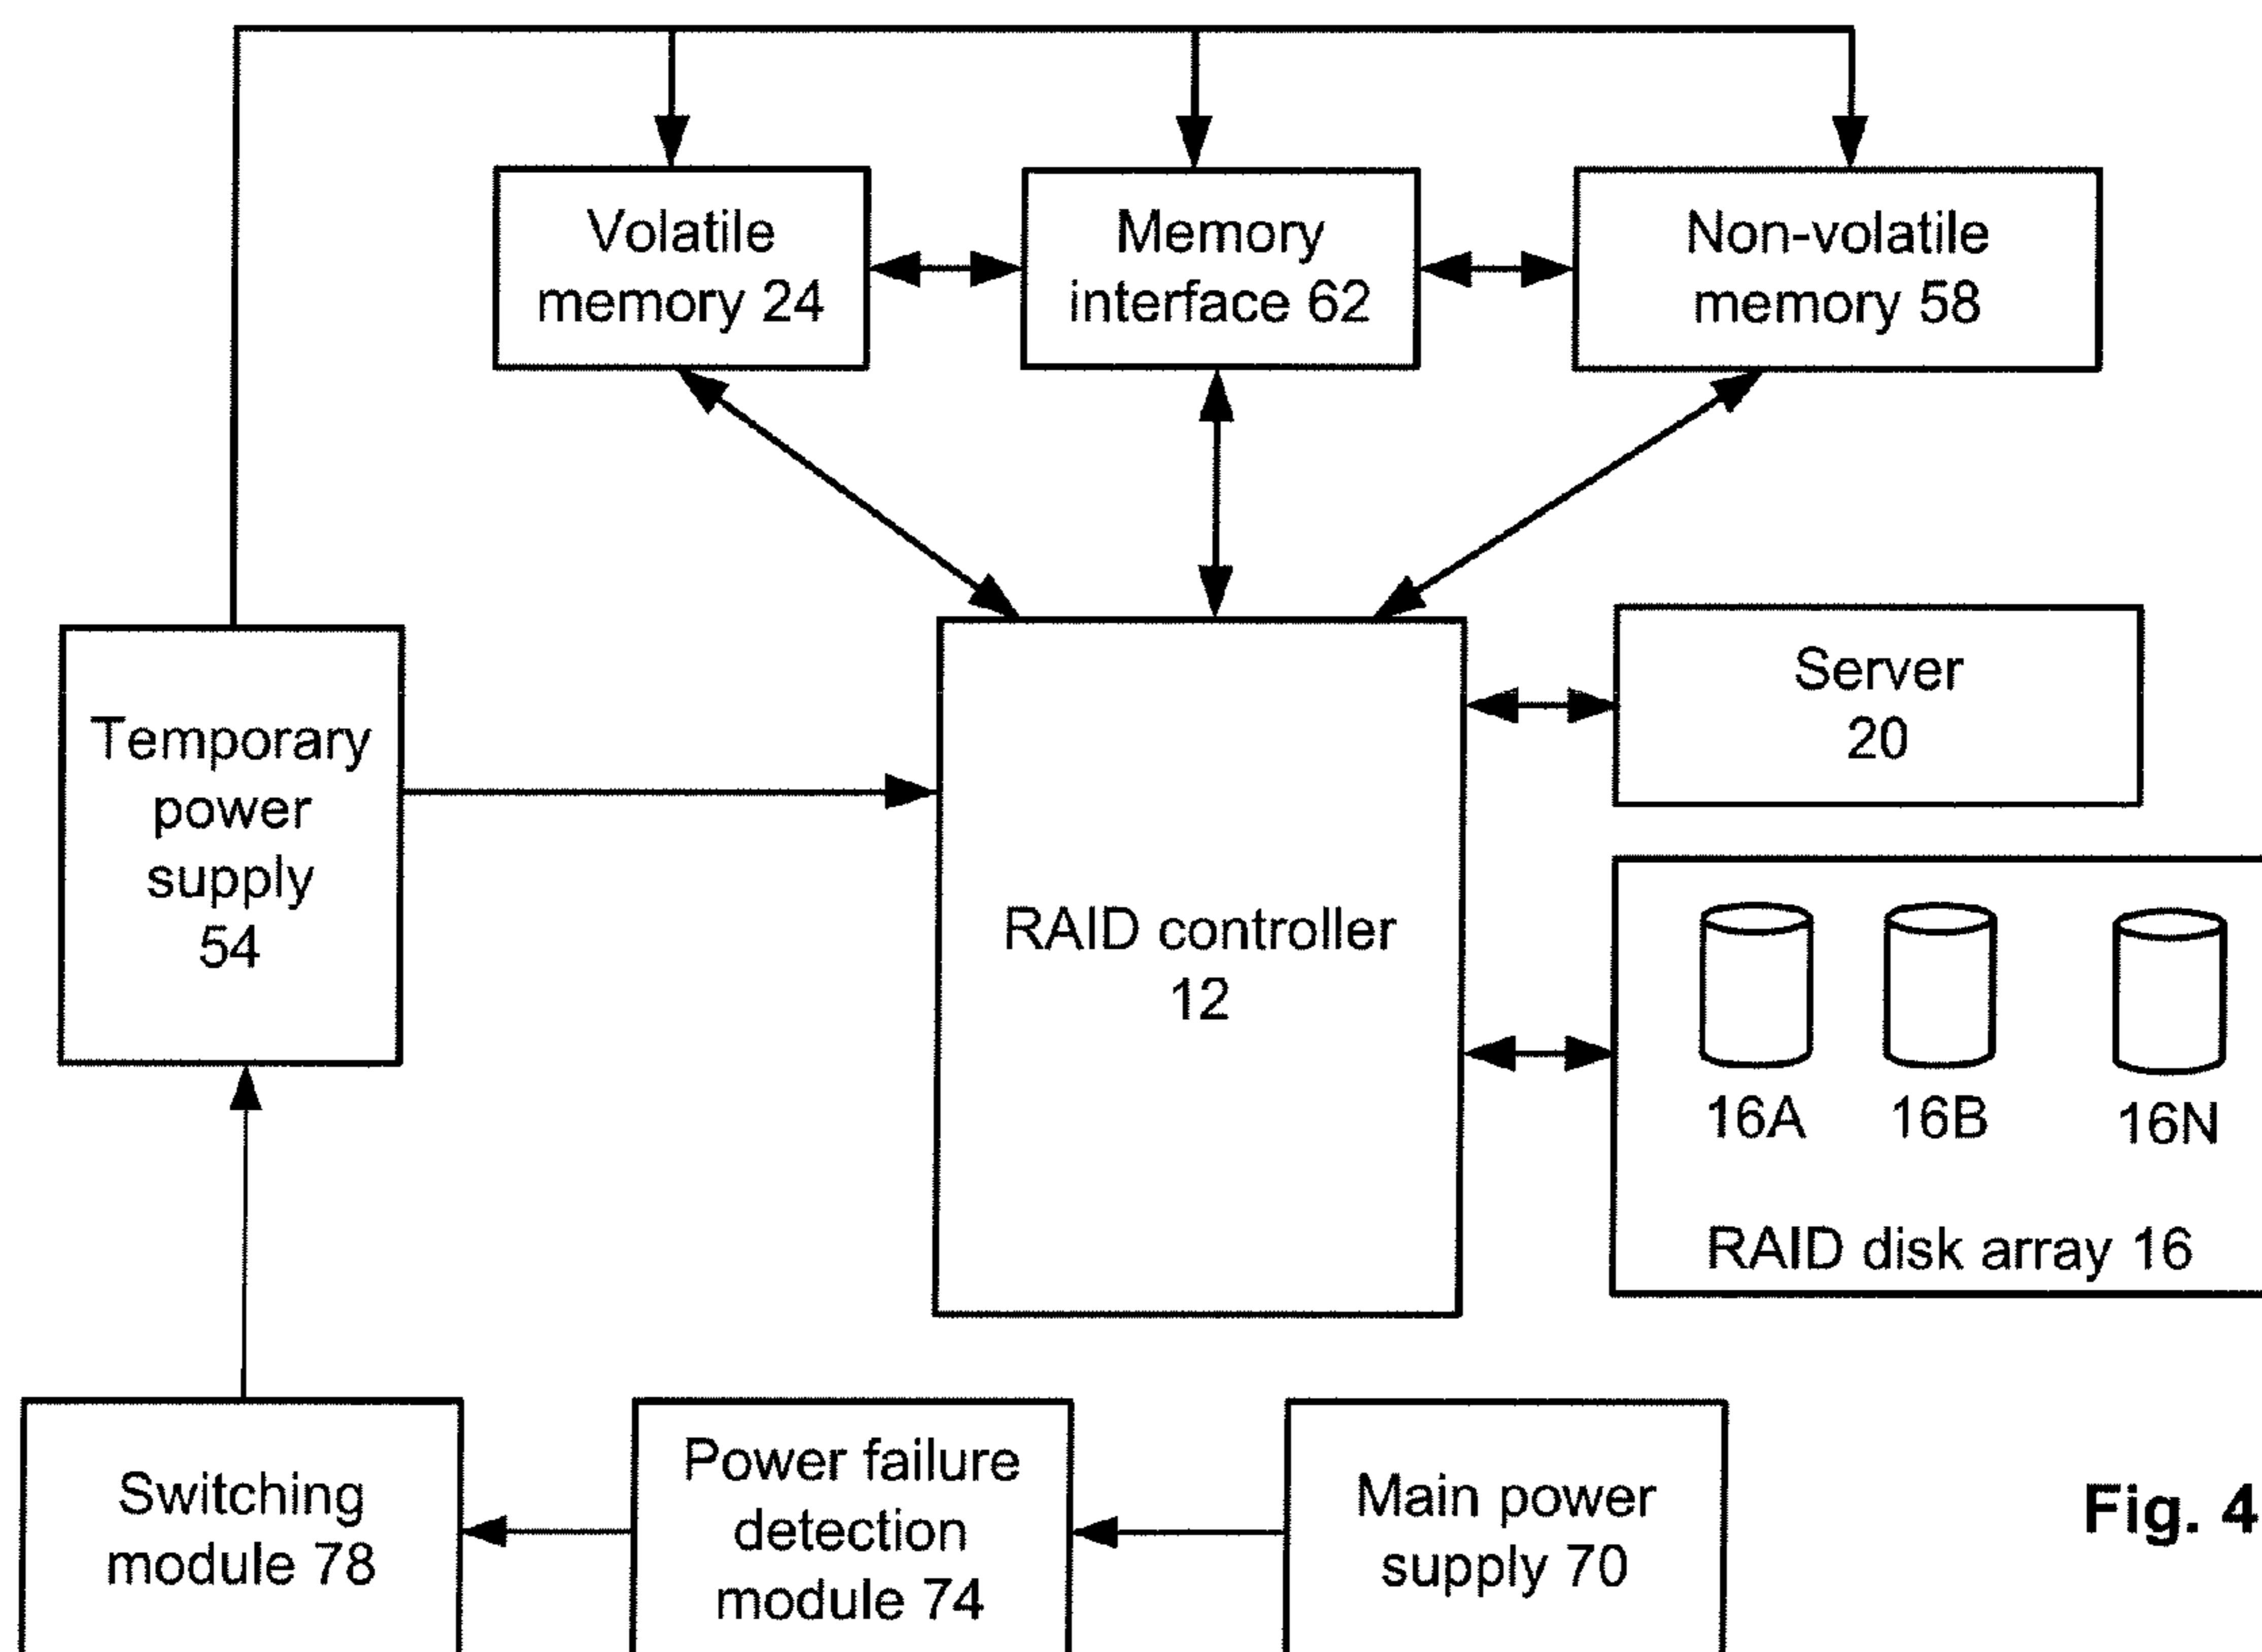 Volatile
memory 24
Memory
interface 62
Non-volatile
memory 58
Temporary
power
supply
54
RAID controller
12
Server
20
16A
16B
16N
RAID disk array 16
Switching
module 78
Power failure
detection
module 74
Main power
supply 70
Fig. 4